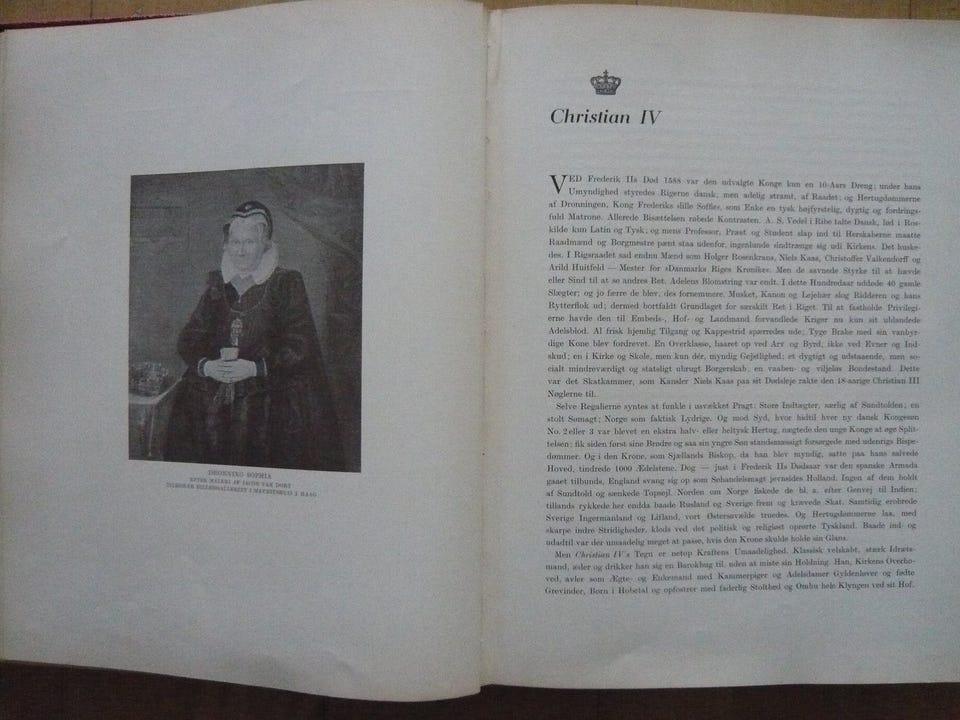 DRONNING SOPHIA
EFTER MALERI AF JACOB VAN DORT
TILHØRER BILLEDGALLERIET I MAURITSHUIS I HAAG
Christian IV
VED Frederik IIs Død 1588 var den udvalgte Konge kun en 10-Aars Dreng; under hans
Umyndighed styredes Rigerne dansk, men adelig stramt, af Raadet; og Hertugdømmerne
af Dronningen, Kong Frederiks »lille Soffie«, som Enke en tysk højfyrstelig, dygtig og fordrings-
fuld Matrone. Allerede Bisættelsen robede Kontrasten. A. S. Vedel i Ribe talte Dansk, lød i Ros-
kilde kun Latin og Tysk; og mens Professor, Præst og Student slap ind til Herskaberne maatte
Raadmænd og Borgmestre pænt staa udenfor, ingenlunde sindtrænge sig udi Kirken«. Det huske-
des. I Rigsraadet sad endnu Mænd som Holger Rosenkrans, Niels Kaas, Christoffer Valkendorff og
Arild Huitfeld — Mester for »Danmarks Riges Krønike«. Men de savnede Styrke til at hævde
eller Sind til at se andres Ret. Adelens Blomstring var endt. I dette Hundredaar uddøde 40 gamle
Slægter; og jo færre de blev, des fornemmere. Musket, Kanon og Lejehær slog Ridderen og hans
Rytterflok ud; dermed bortfaldt Grundlaget for særskilt Ret i Riget. Til at fastholde Privilegi-
erne havde den til Embeds-, Hof- og Landmand forvandlede Kriger nu kun sit ublandede
Adelsblod. Al frisk hjemlig Tilgang og Kappestrid spærredes ude; Tyge Brahe med sin vanbyr-
dige Kone blev fordrevet. En Overklasse, baaret op ved Arv og Byrd, ikke ved Evner og Ind-
skud; en i Kirke og Skole, men kun dér, myndig Gejstlighed; et dygtigt og udstaaende, men so-
cialt mindreværdigt og statsligt ubrugt Borgerskab, en vaaben- og viljeløs Bondestand. Dette
var det Skatkammer, som Kansler Niels Kaas paa sit Dødsleje rakte den 18-aarige Christian III
Nøglerne til.
Selve Regalierne syntes at funkle i usvækket Pragt: Store Indtægter, særlig af Sundtolden; en
stolt Sømagt; Norge som faktisk Lydrige. Og mod Syd, hvor hidtil hver ny dansk Kongesøn
No. 2 eller 3 var blevet en ekstra halv- eller heltysk Hertug, nægtede den unge Konge at øge Split-
telsen; fik siden først sine Brødre og saa sin yngre Søn standsmæssigt forsørgede med udenrigs Bispe-
dømmer. Og i den Krone, som Sjællands Biskop, da han blev myndig, satte paa hans salvede
Hoved, tindrede 1000 Ædelstene. Dog — just i Frederik IIs Dødsaar var den spanske Armada
ganet tilbunds, England svang sig op som Søhandelsmagt jevnsides Holland. Ingen af dem holdt
af Sundtold og sænkede Topsejl. Norden om Norge fiskede de bl. a. efter Genvej til Indien;
tillands rykkede her endda baade Rusland og Sverige frem og krævede Skat. Samtidig erobrede
Sverige Ingermanland og Lifland, vort Østersøvælde truedes. Og Hertugdømmerne laa, med
skarpe indre Stridigheder, klods ved det politisk og religiøst oprørte Tyskland. Baade ind- og
udadtil var der umaadelig meget at passe, hvis den Krone skulde holde sin Glans.
Men Christian IV's Tegn er netop Kraftens Umaadelighed. Klassisk velskabt, stærk Idræts-
mand, æder og drikker han sig en Barokbug til, uden at miste sin Holdning. Han, Kirkens Overho-
ved, avler som Ægte- og Enkemand med Kammerpiger og Adelsdamer Gyldenløver og fødte
Grevinder, Børn i Hobetal og opfostrer med faderlig Stolthed og Omhu hele Klyngen ved sit Hof.